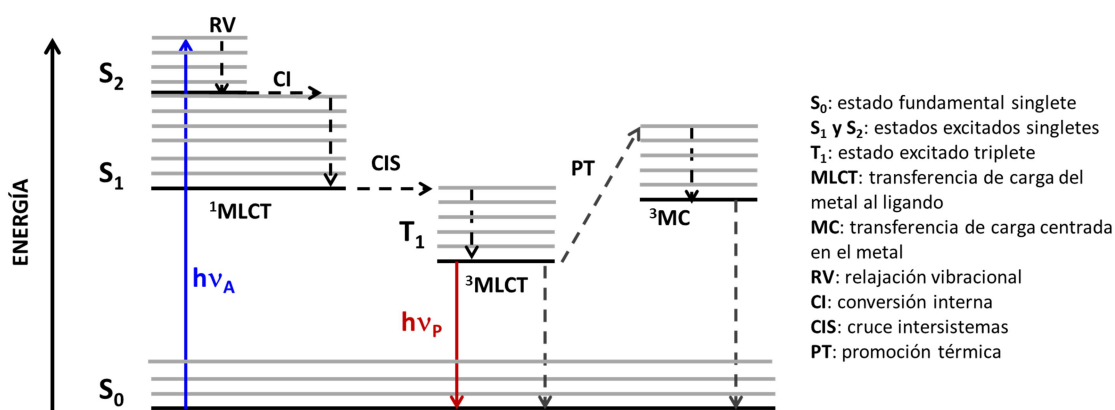 ENERGÍA
RV
S₂
CI
S₁
CIS
¹MLCT
PT
T₁
³MC
³MLCT
hνA
hνP
S₀
S₀: estado fundamental singlete
S₁ y S₂: estados excitados singletes
T₁: estado excitado triplete
MLCT: transferencia de carga del
metal al ligando
MC: transferencia de carga centrada
en el metal
RV: relajación vibracional
CI: conversión interna
CIS: cruce intersistemas
PT: promoción térmica